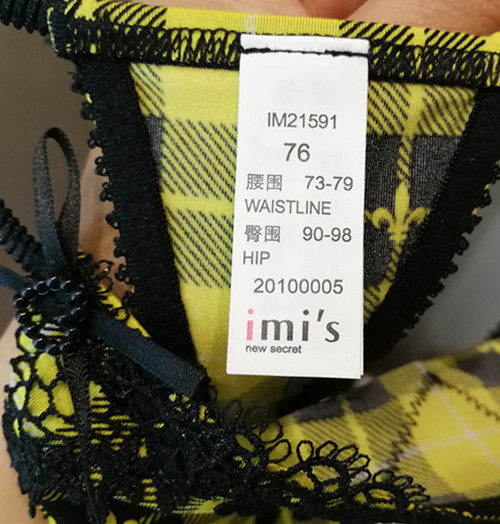 IM21591
76
腰围 73-79
WAISTLINE
臀围 90-98
HIP
20100005
imi's
new secret